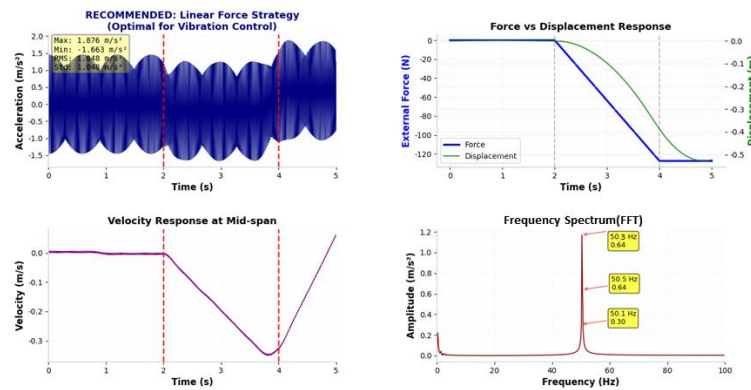 RECOMMENDED: Linear Force Strategy
(Optimal for Vibration Control)
Max: 1.876 m/s²
Min: -1.663 m/s²
RMS: 1.048 m/s²
Std: 1.048 m/s²
2.0
1.5
1.0
0.5
0.0
-0.5
-1.0
-1.5
Acceleration (m/s²)
0 1 2 3 4 5
Time (s)
Force vs Displacement Response
0
-20
-40
-60
-80
-100
-120
External Force (N)
Force
Displacement
0.0
-0.1
-0.2
-0.3
-0.4
-0.5
0 1 2 3 4 5
Time (s)
Velocity Response at Mid-span
0.0
-0.1
-0.2
-0.3
Velocity (m/s)
0 1 2 3 4 5
Time (s)
Frequency Spectrum(FFT)
1.2
1.0
0.8
0.6
0.4
0.2
0.0
Amplitude (m/s²)
50.3 Hz
0.64
50.5 Hz
0.64
50.1 Hz
0.30
0 20 40 60 80 100
Frequency (Hz)